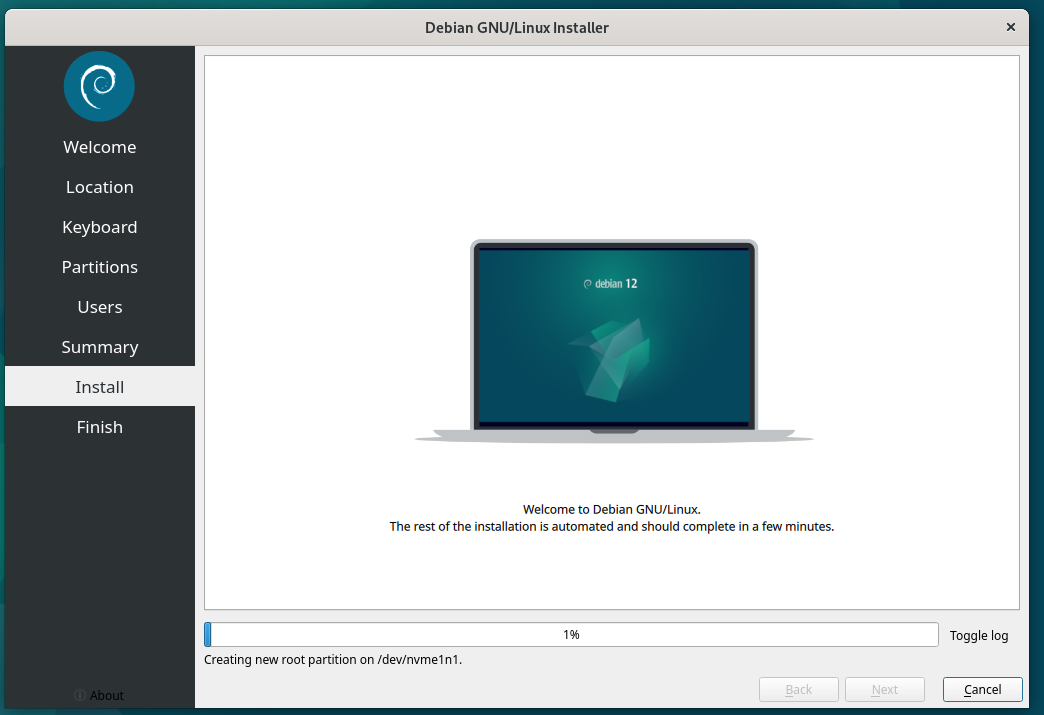 Debian GNU/Linux Installer
Welcome
Location
Keyboard
Partitions
Users
Summary
Install
Finish
About
debian 12
Welcome to Debian GNU/Linux.
The rest of the installation is automated and should complete in a few minutes.
1%
Toggle log
Creating new root partition on /dev/nvme1n1.
Back
Next
Cancel